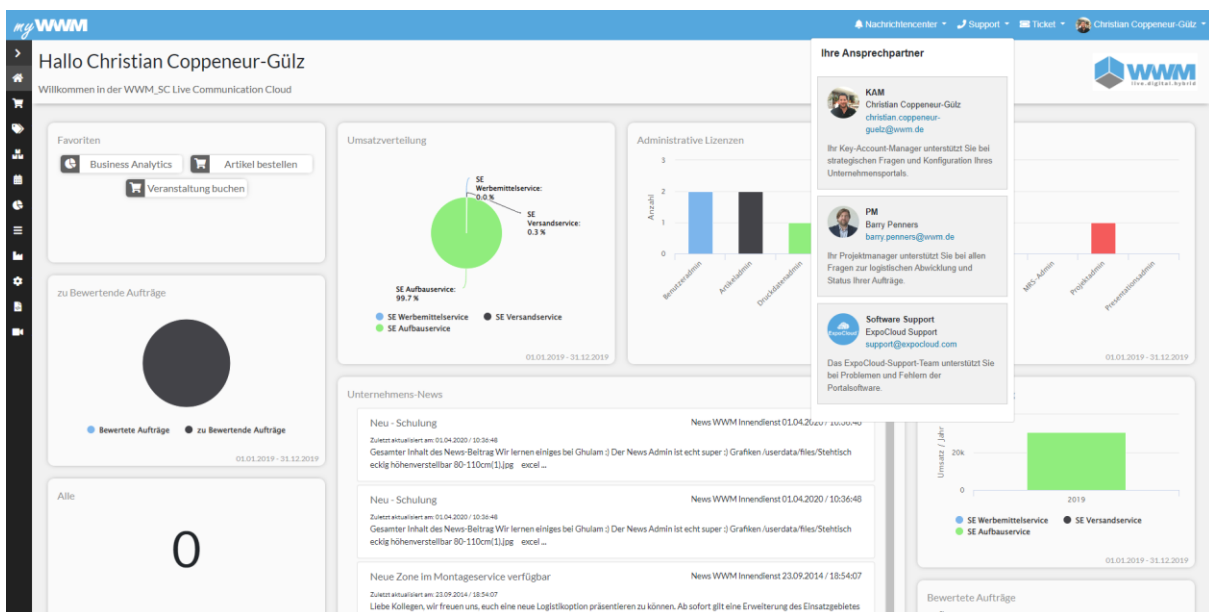 my WWM
Nachrichtencenter
Support
Ticket
Christian Coppeneur-Gülz
Hallo Christian Coppeneur-Gülz
Willkommen in der WWM_SC Live Communication Cloud
WWM
live.digital.hybrid
Ihre Ansprechpartner
KAM
Christian Coppeneur-Gülz
christian.coppeneur-
guelz@wwm.de
Ihr Key-Account-Manager unterstützt Sie bei
strategischen Fragen und Konfiguration Ihres
Unternehmensportals.
PM
Barry Penners
barry.penners@wwm.de
Ihr Projektmanager unterstützt Sie bei allen
Fragen zur logistischen Abwicklung und
Status Ihrer Aufträge.
ExpoCloud
Software Support
ExpoCloud Support
support@expocloud.com
Das ExpoCloud-Support-Team unterstützt Sie
bei Problemen und Fehlern der
Portalsoftware.
Favoriten
Business Analytics
Artikel bestellen
Veranstaltung buchen
Umsatzverteilung
SE
Werbemittelservice:
0.0 %
SE
Versandservice:
0.3 %
SE Aufbauservice:
99.7 %
SE Werbemittelservice
SE Versandservice
SE Aufbauservice
01.01.2019 - 31.12.2019
Administrative Lizenzen
Anzahl
3
2
1
0
Benutzeradmin
Artikeladmin
Druckdatenadmin
MRS-Admin
Projektadmin
Presentationsadmin
01.01.2019 - 31.12.2019
zu Bewertende Aufträge
Bewertete Aufträge
zu Bewertende Aufträge
01.01.2019 - 31.12.2019
Unternehmens-News
Neu - Schulung
News WWM Innendienst 01.04.2020 / 10:36:48
Zuletzt aktualisiert am: 01.04.2020 / 10:36:48
Gesamter Inhalt des News-Beitrag Wir lernen einiges bei Ghulam :) Der News Admin ist echt super :) Grafiken /userdata/files/Stehtisch
eckig höhenverstellbar 80-110cm(1).jpg excel ...
Neu - Schulung
News WWM Innendienst 01.04.2020 / 10:36:48
Zuletzt aktualisiert am: 01.04.2020 / 10:36:48
Gesamter Inhalt des News-Beitrag Wir lernen einiges bei Ghulam :) Der News Admin ist echt super :) Grafiken /userdata/files/Stehtisch
eckig höhenverstellbar 80-110cm(1).jpg excel ...
Neue Zone im Montageservice verfügbar
News WWM Innendienst 23.09.2014 / 18:54:07
Zuletzt aktualisiert am: 23.09.2014 / 18:54:07
Liebe Kollegen, wir freuen uns, euch eine neue Logistikoption präsentieren zu können. Ab sofort gilt eine Erweiterung des Einsatzgebietes
Umsatz / Jahr
20k
0
2019
SE Werbemittelservice
SE Versandservice
SE Aufbauservice
01.01.2019 - 31.12.2019
Alle
0
Bewertete Aufträge